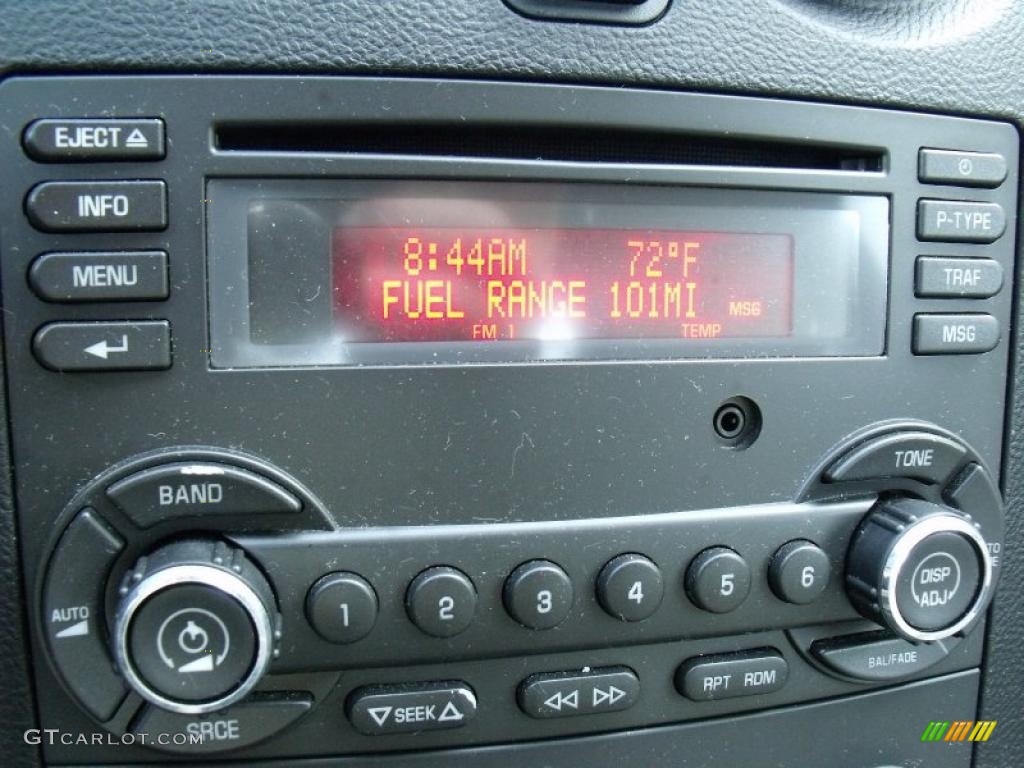 EJECT
INFO
MENU
8:44AM 72°F
FUEL RANGE 101MI MSG
FM 1 TEMP
P-TYPE
TRAF
MSG
BAND
AUTO
SRCE
1 2 3 4 5 6
SEEK
RPT RDM
TONE
DISP
ADJ
BAL/FADE
GTCARLOT.COM